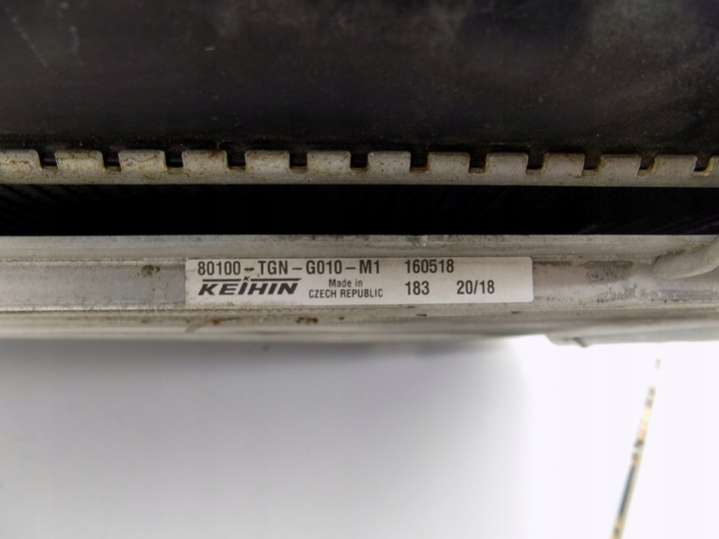 80100-TGN-G010-M1 160518
KEIHIN Made in CZECH REPUBLIC 183 20/18